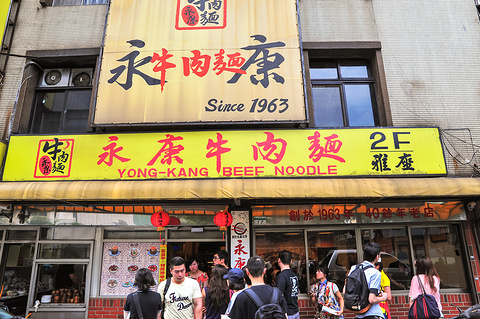 牛肉麵
永牛肉麵康
Since 1963
牛肉麵
永康牛肉麵
YONG-KANG BEEF NOODLE
2F
雅座
創於1963年
永康